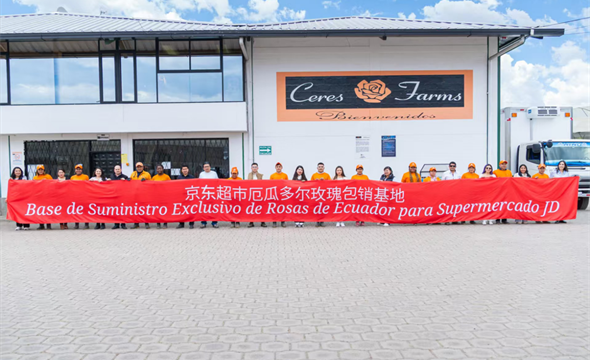 Ceres Farms
Bienvenidos
京东超市厄瓜多尔玫瑰包销基地
Base de Suministro Exclusivo de Rosas de Ecuador para Supermercado JD